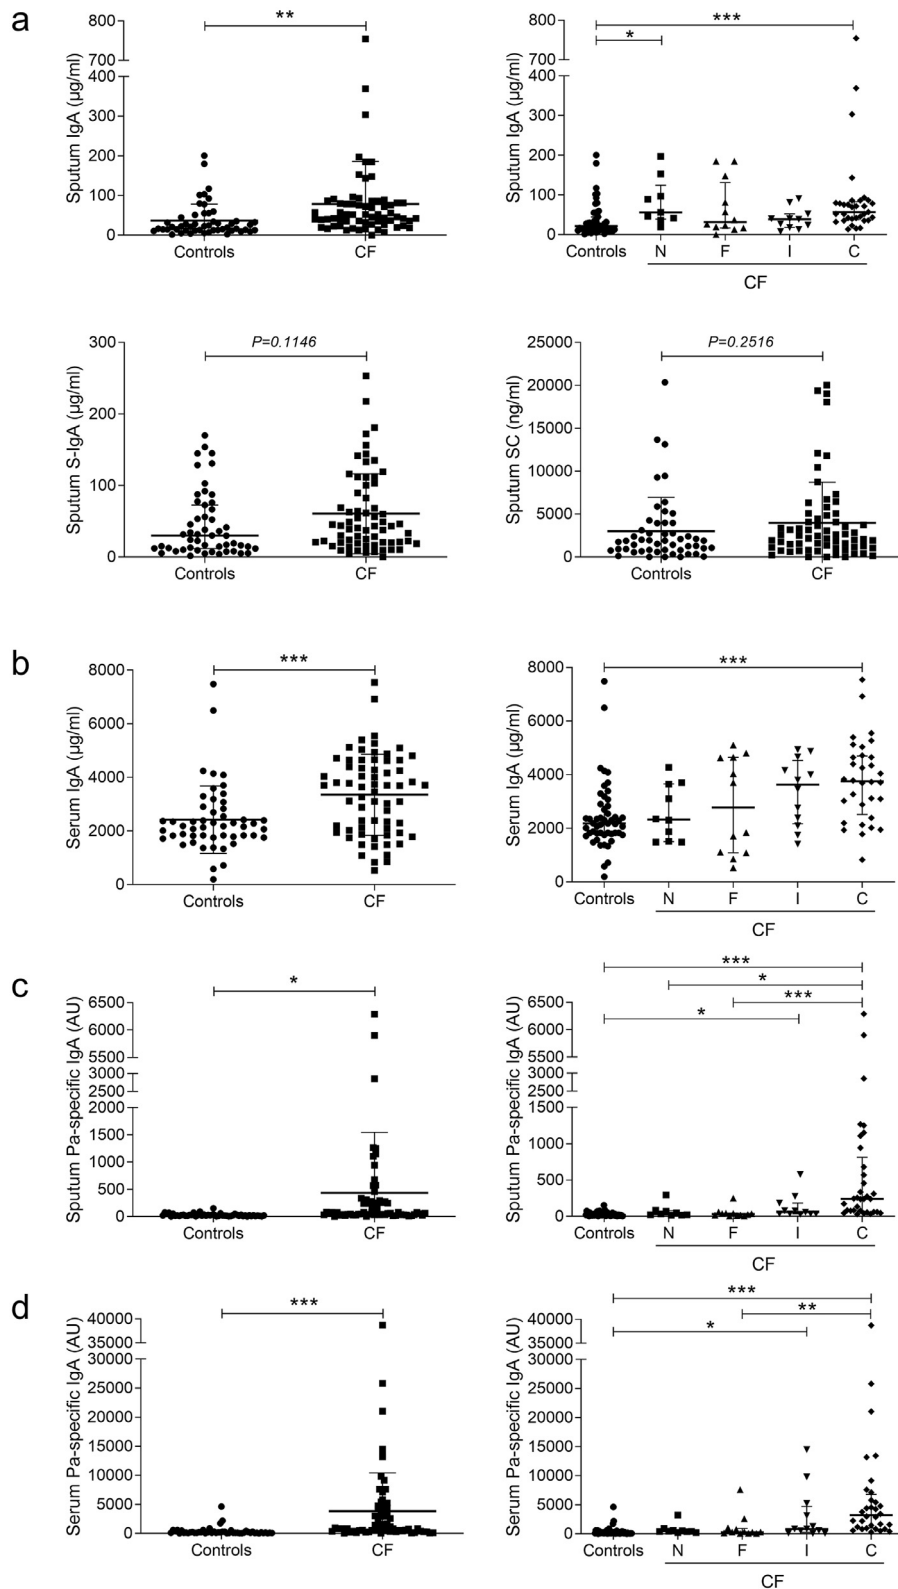 a
**
***
*
Sputum IgA (µg/ml)
800
700
400
300
200
100
0
Controls
CF
Sputum IgA (µg/ml)
800
700
400
300
200
100
0
Controls
N
F
I
C
CF
P=0.1146
Sputum S-IgA (µg/ml)
300
200
100
0
Controls
CF
P=0.2516
Sputum SC (ng/ml)
25000
20000
15000
10000
5000
0
Controls
CF
b
***
Serum IgA (µg/ml)
8000
6000
4000
2000
0
Controls
CF
***
Serum IgA (µg/ml)
8000
6000
4000
2000
0
Controls
N
F
I
C
CF
c
*
Sputum Pa-specific IgA (AU)
6500
6000
5500
3000
2500
2000
1500
1000
500
0
Controls
CF
***
*
***
*
Sputum Pa-specific IgA (AU)
6500
6000
5500
3000
2500
1500
1000
500
0
Controls
N
F
I
C
CF
d
***
Serum Pa-specific IgA (AU)
40000
35000
30000
25000
20000
15000
10000
5000
0
Controls
CF
***
**
*
Serum Pa-specific IgA (AU)
40000
35000
30000
25000
20000
15000
10000
5000
0
Controls
N
F
I
C
CF